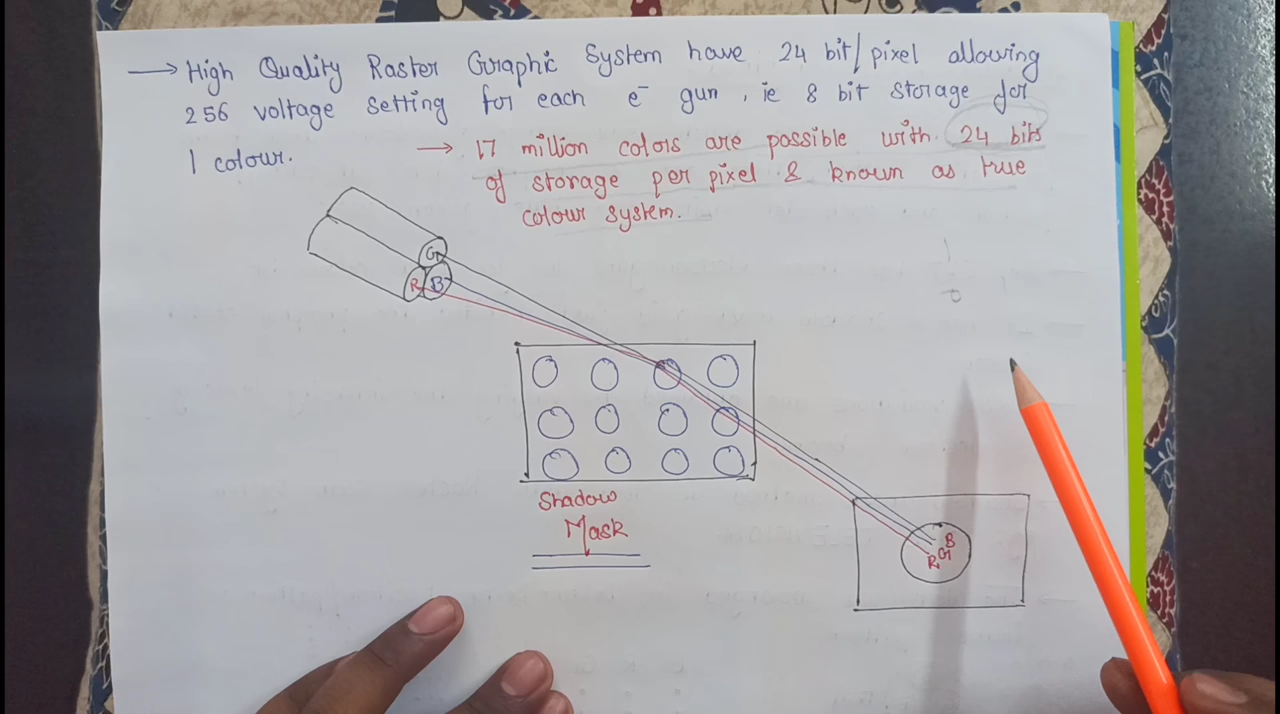 → High Quality Raster Graphic System have 24 bit/pixel allowing
256 voltage setting for each e⁻ gun, ie 8 bit storage for
1 colour.
→ 17 million colors are possible with 24 bits
of storage per pixel & known as true
colour system.
G
R B
Shadow
Mask
B
R G
1
0